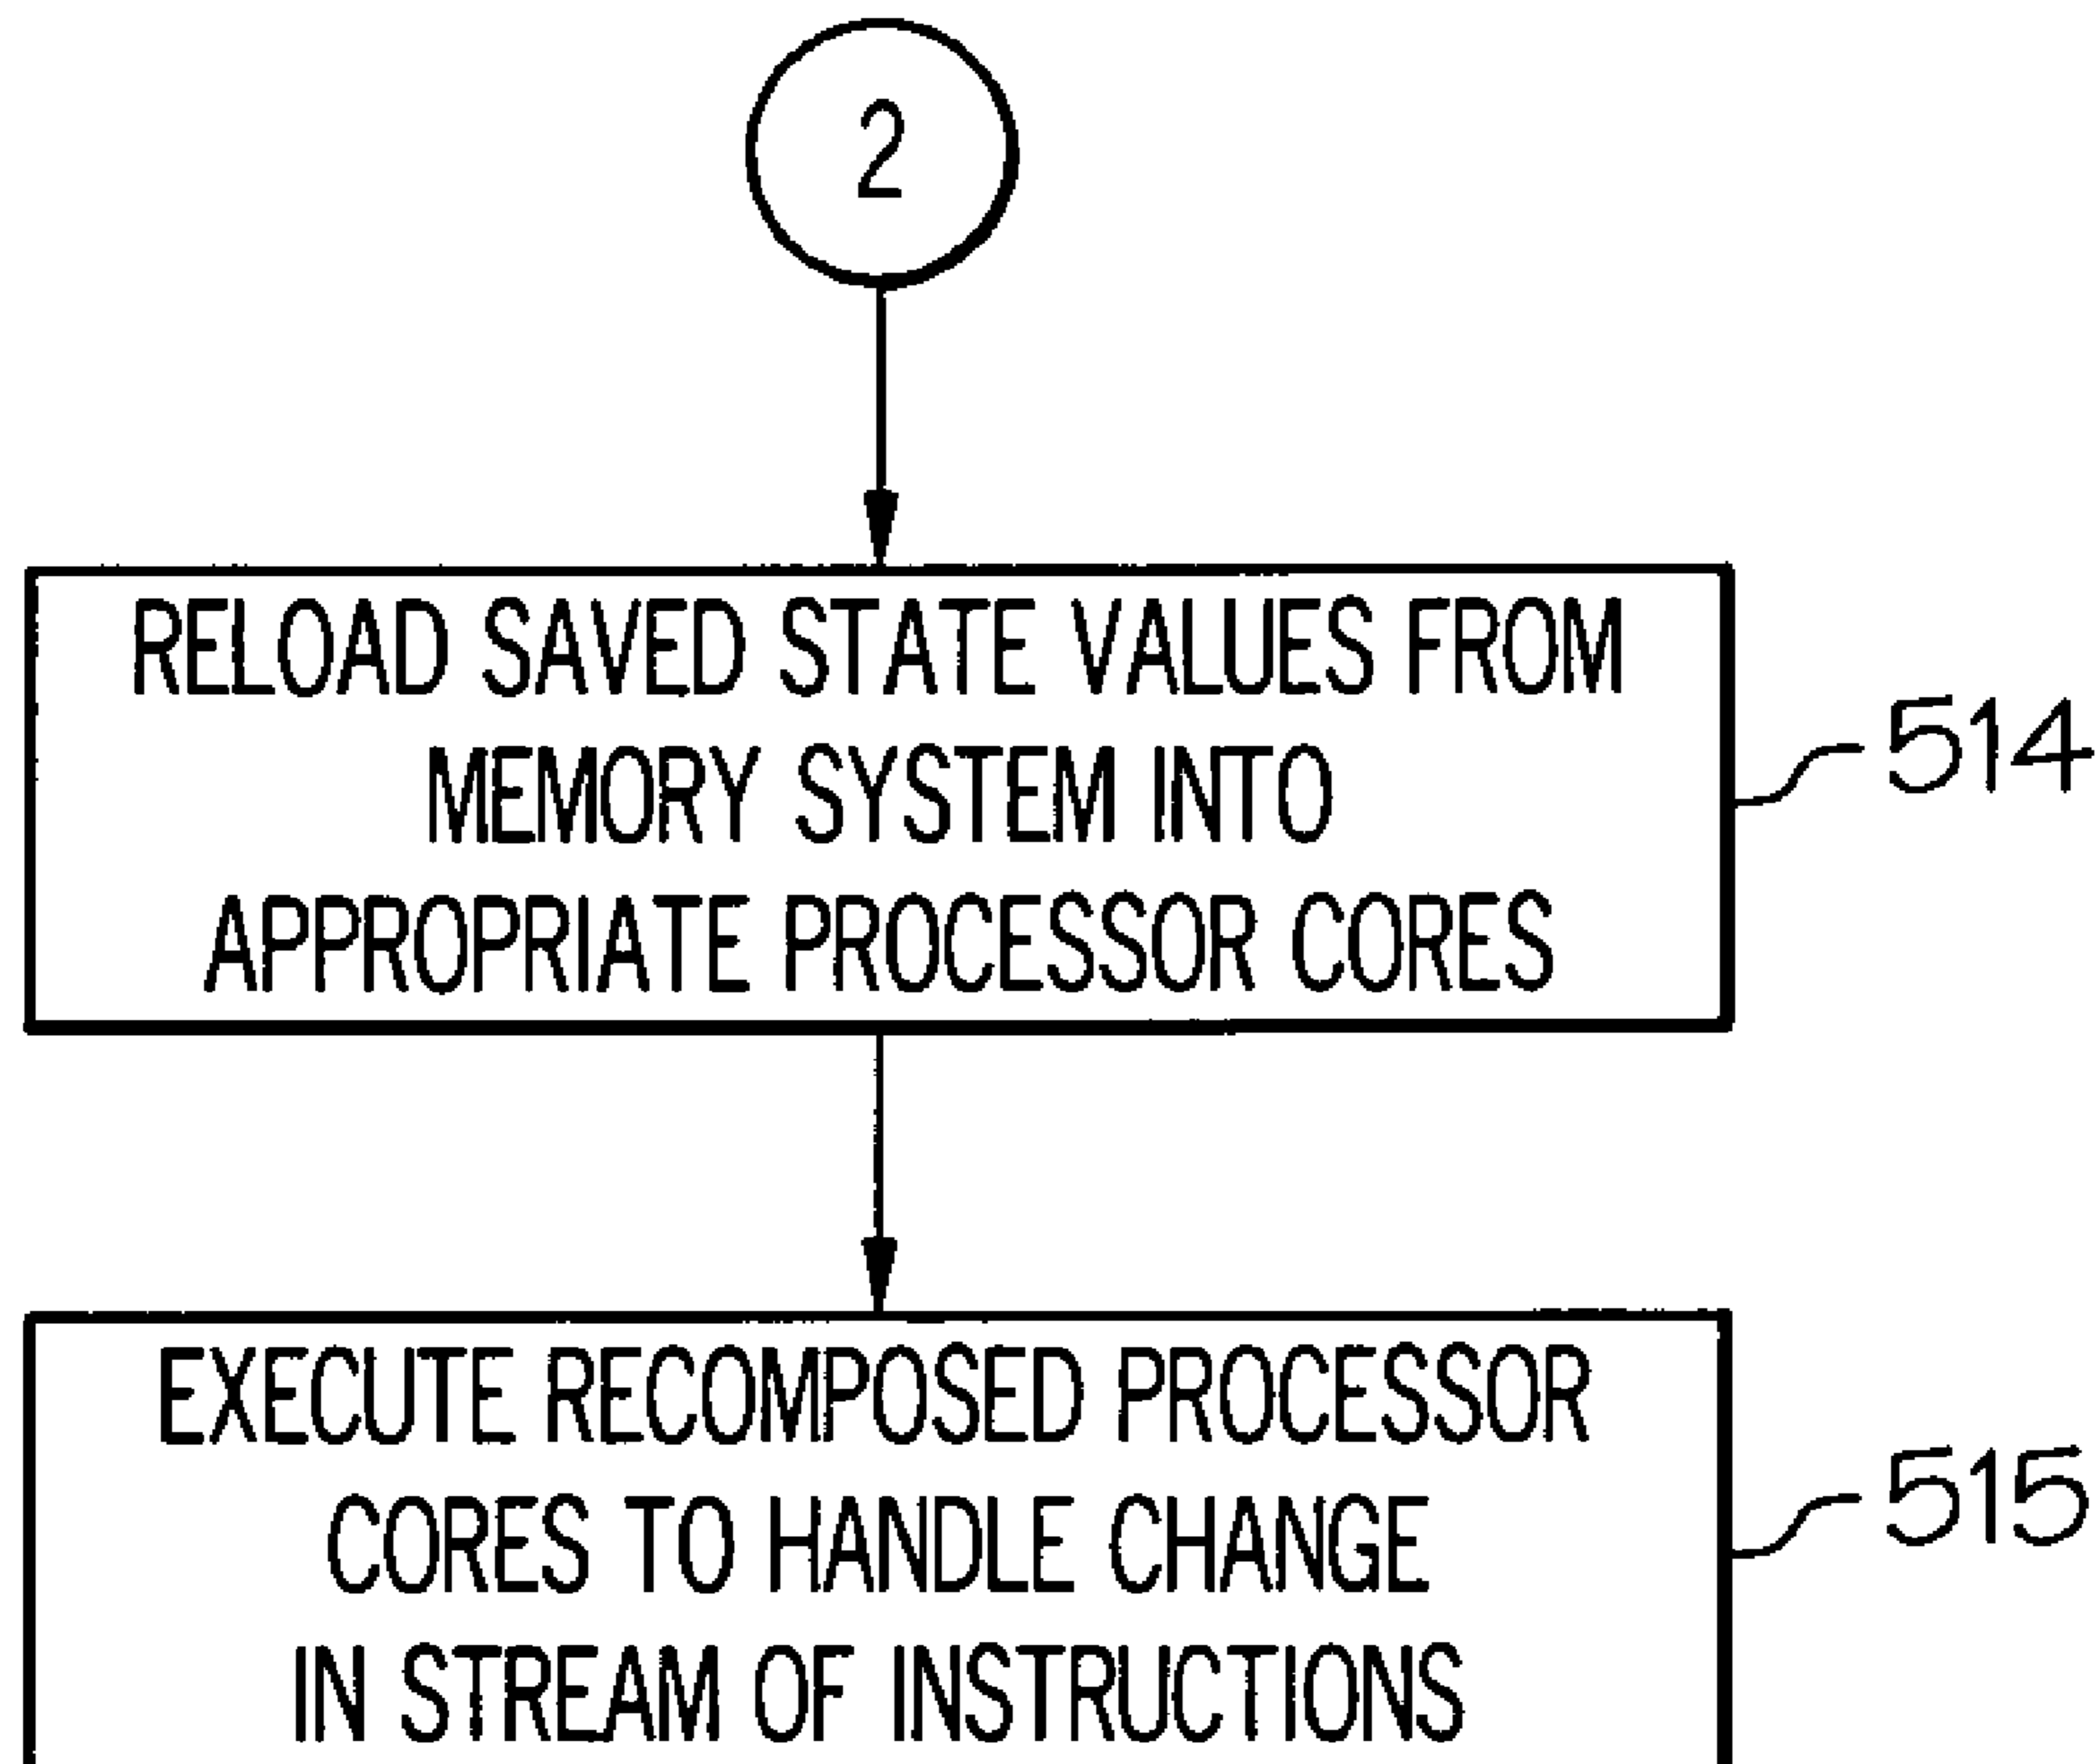 2
RELOAD SAVED STATE VALUES FROM
MEMORY SYSTEM INTO
APPROPRIATE PROCESSOR CORES
514
EXECUTE RECOMPOSED PROCESSOR
CORES TO HANDLE CHANGE
IN STREAM OF INSTRUCTIONS
515